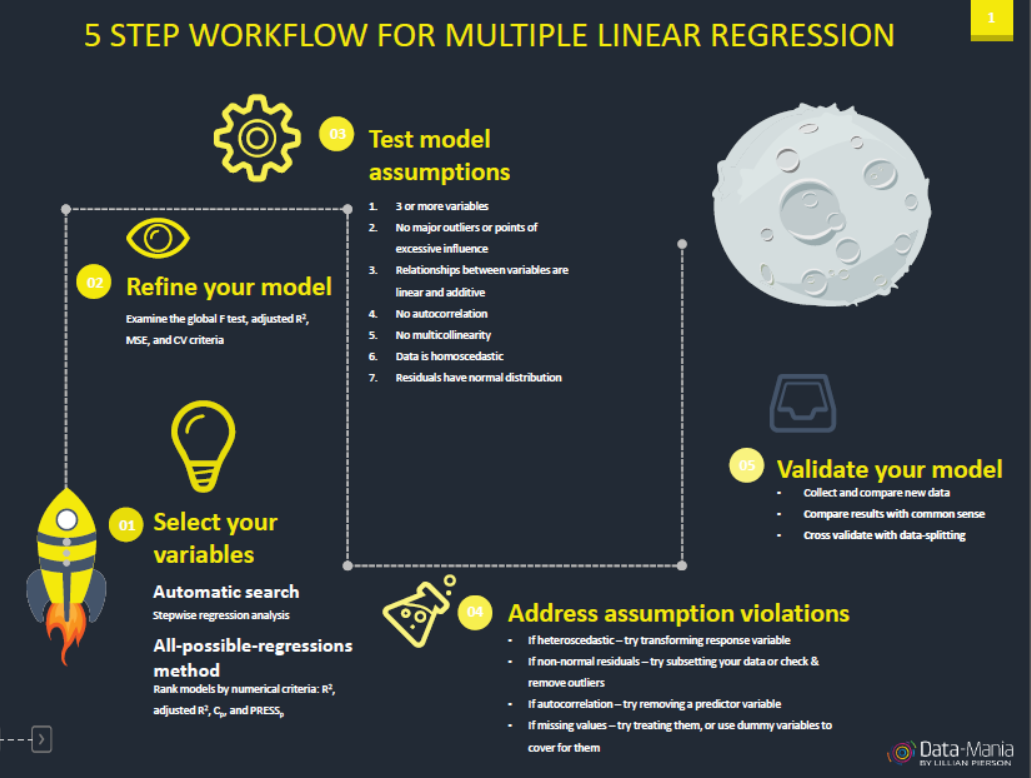 5 STEP WORKFLOW FOR MULTIPLE LINEAR REGRESSION
1
01
Select your
variables
Automatic search
Stepwise regression analysis
All-possible-regressions
method
Rank models by numerical criteria: R²,
adjusted R², Cₚ, and PRESSₚ
02
Refine your model
Examine the global F test, adjusted R²,
MSE, and CV criteria
03
Test model
assumptions
1. 3 or more variables
2. No major outliers or points of
excessive influence
3. Relationships between variables are
linear and additive
4. No autocorrelation
5. No multicollinearity
6. Data is homoscedastic
7. Residuals have normal distribution
04
Address assumption violations
- If heteroscedastic – try transforming response variable
- If non-normal residuals – try subsetting your data or check &
remove outliers
- If autocorrelation – try removing a predictor variable
- If missing values – try treating them, or use dummy variables to
cover for them
05
Validate your model
- Collect and compare new data
- Compare results with common sense
- Cross validate with data-splitting
Data-Mania
BY LILLIAN PIERSON